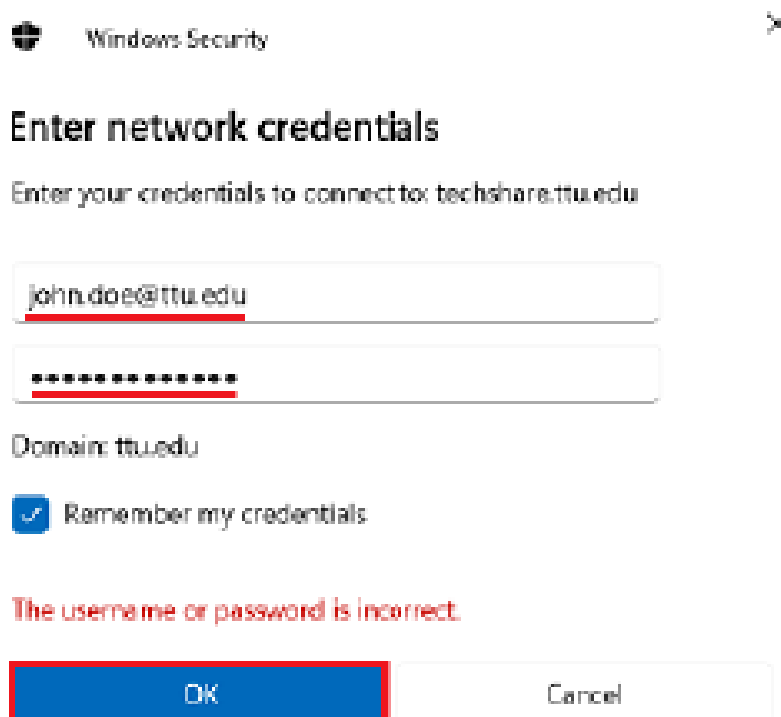 Windows Security
Enter network credentials
Enter your credentials to connect to: techshare.ttu.edu
john.doe@ttu.edu
•••••••••••••
Domain: ttu.edu
Remember my credentials
The username or password is incorrect.
OK
Cancel